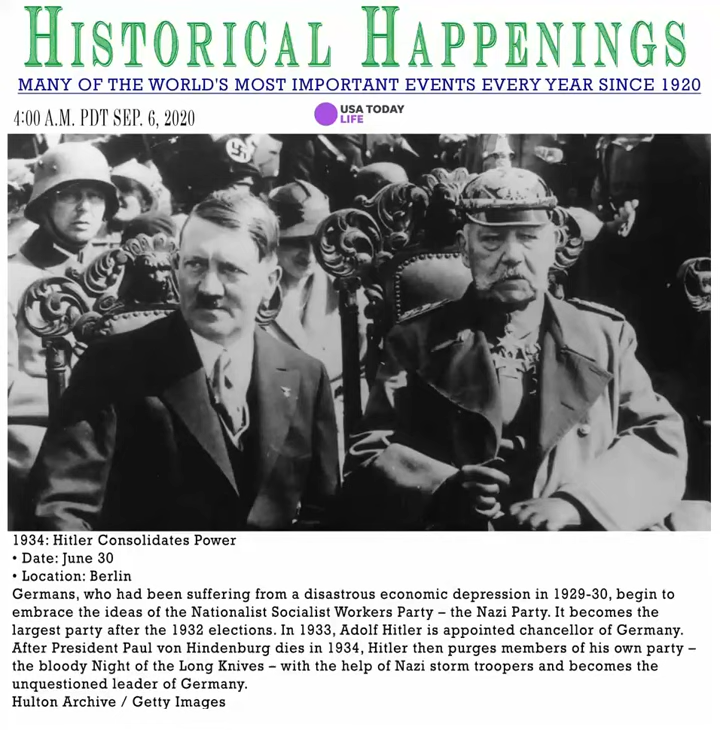 HISTORICAL HAPPENINGS
MANY OF THE WORLD'S MOST IMPORTANT EVENTS EVERY YEAR SINCE 1920
4:00 A.M. PDT SEP. 6, 2020
USA TODAY
LIFE
1934: Hitler Consolidates Power
• Date: June 30
• Location: Berlin
Germans, who had been suffering from a disastrous economic depression in 1929-30, begin to
embrace the ideas of the Nationalist Socialist Workers Party – the Nazi Party. It becomes the
largest party after the 1932 elections. In 1933, Adolf Hitler is appointed chancellor of Germany.
After President Paul von Hindenburg dies in 1934, Hitler then purges members of his own party –
the bloody Night of the Long Knives – with the help of Nazi storm troopers and becomes the
unquestioned leader of Germany.
Hulton Archive / Getty Images